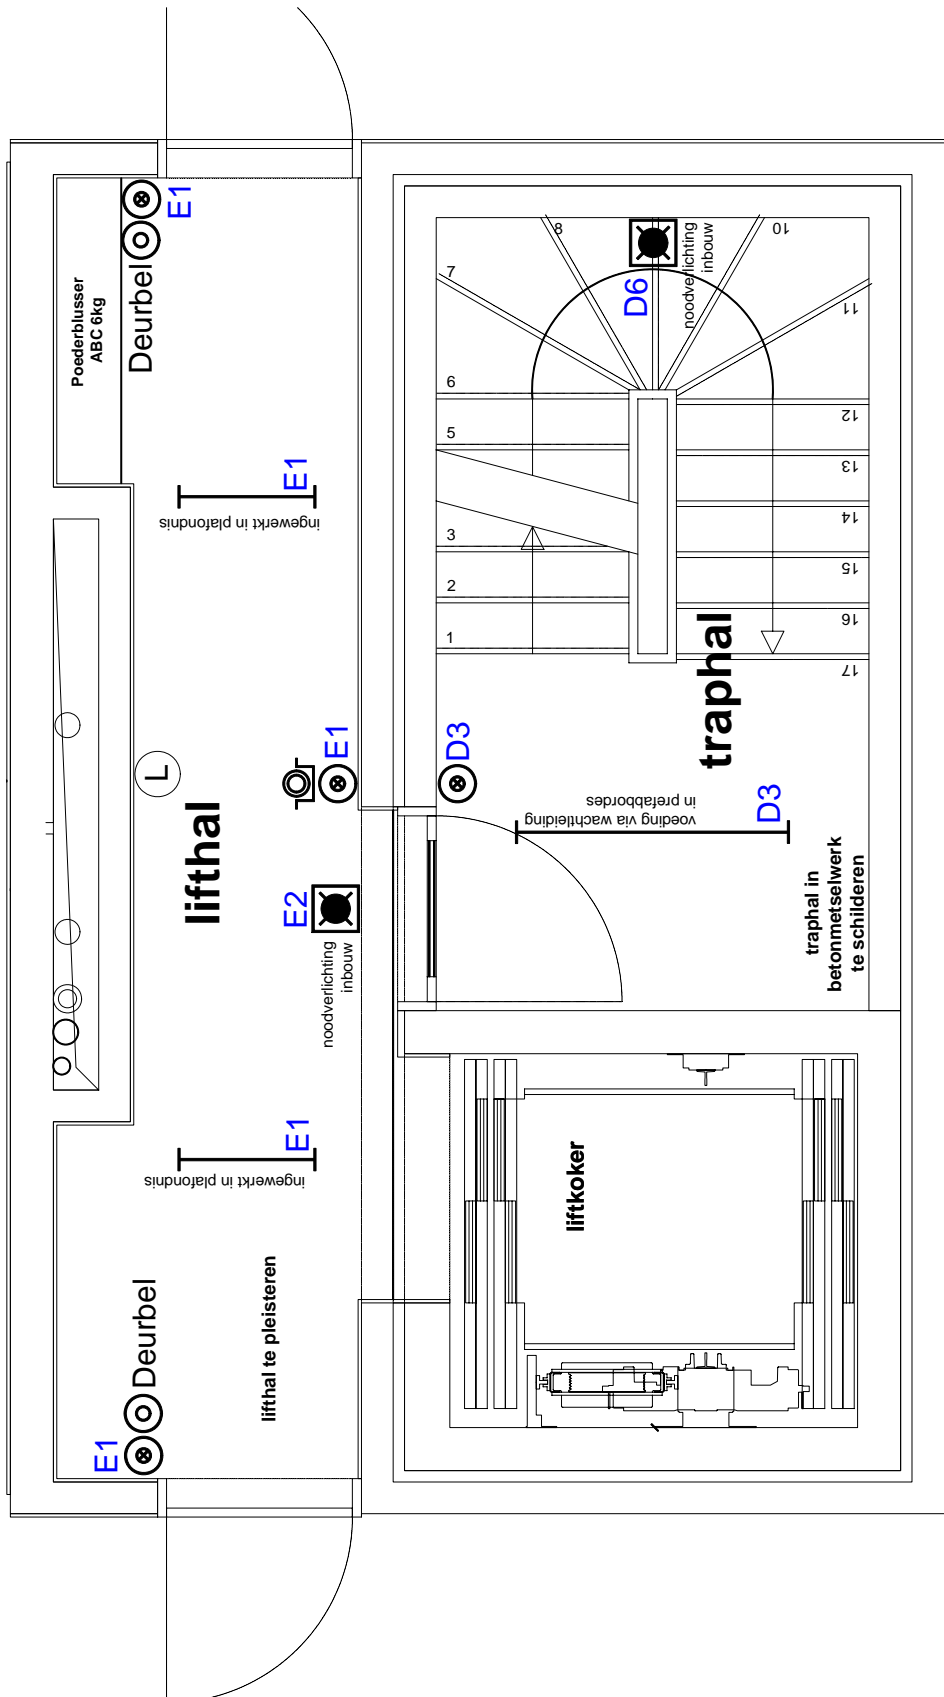 E1
Poederblusser
ABC 6kg
Deurbel
E1
ingewerkt in plafondnis
L
lifthal
E1
E2
noodverlichting
inbouw
E1
ingewerkt in plafondnis
lifthal te pleisteren
Deurbel
E1
1
2
3
5
6
7
8
10
11
12
13
14
15
16
17
D6
noodverlichting
inbouw
traphal
D3
voeding via wachtleiding
in prefabbordes
D3
traphal in
betonmetselwerk
te schilderen
liftkoker